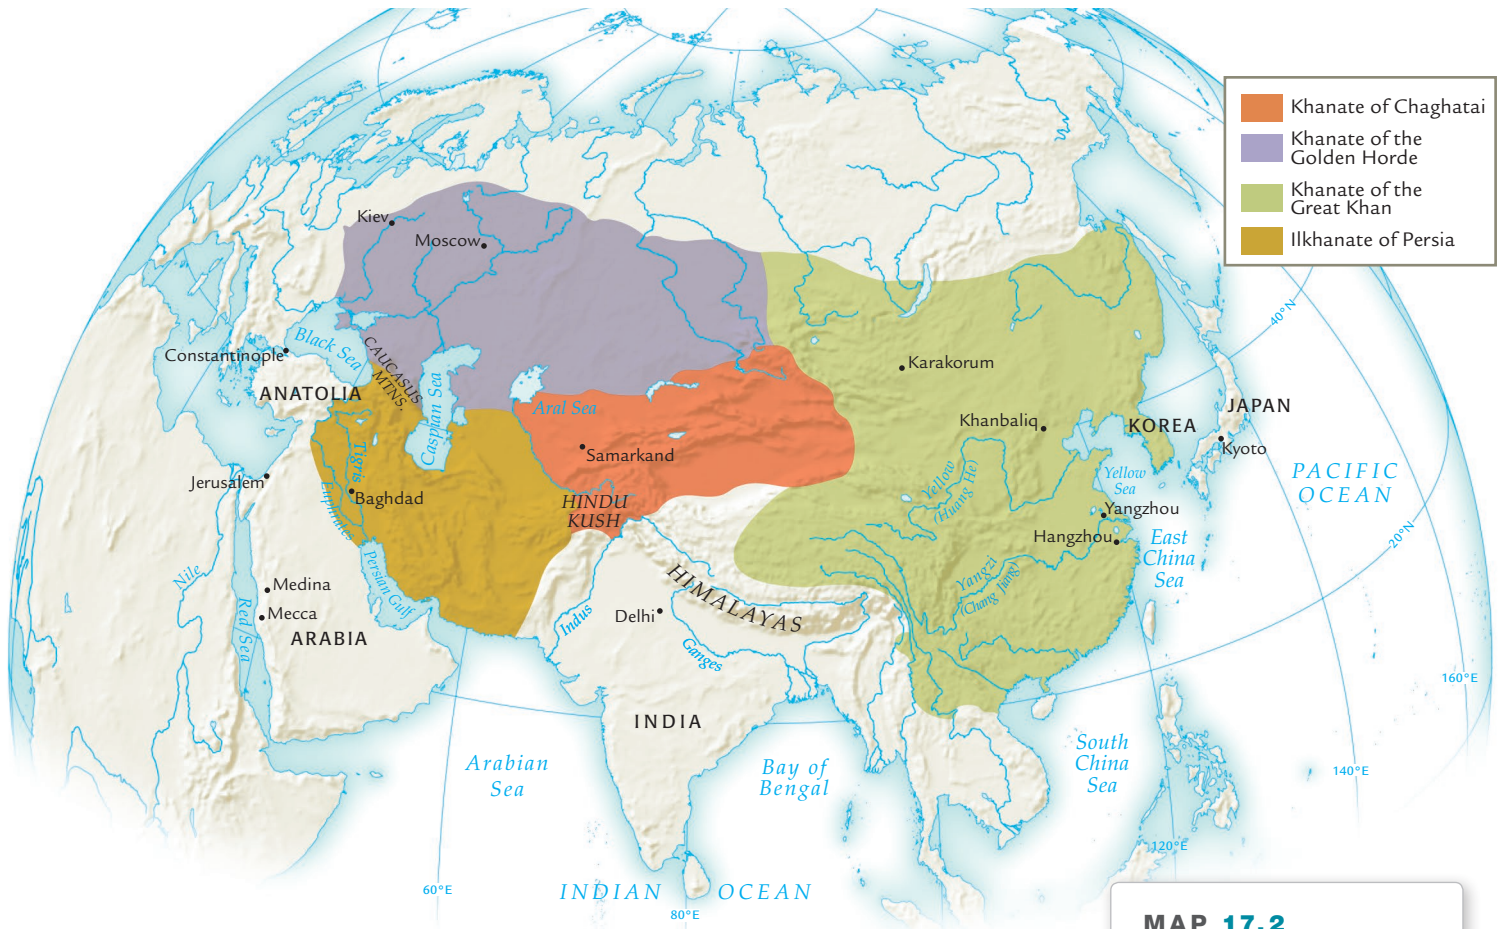 Khanate of Chaghatai
Khanate of the
Golden Horde
Khanate of the
Great Khan
Ilkhanate of Persia
Kiev
Moscow
Constantinople
Black Sea
CAUCASUS
MTNS.
ANATOLIA
Caspian Sea
Aral Sea
Karakorum
Samarkand
Khanbaliq
KOREA
JAPAN
Kyoto
40°N
Jerusalem
Tigris
Euphrates
Baghdad
HINDU
KUSH
Yellow
(Huang He)
Yellow
Sea
PACIFIC
OCEAN
Yangzhou
Hangzhou
East
China
Sea
20°N
Nile
Red Sea
Medina
Mecca
ARABIA
Persian Gulf
Indus
Delhi
HIMALAYAS
Ganges
Yangzi
(Chang Jiang)
INDIA
160°E
Arabian
Sea
Bay of
Bengal
South
China
Sea
140°E
120°E
60°E
INDIAN OCEAN
80°E
MAP 17.2